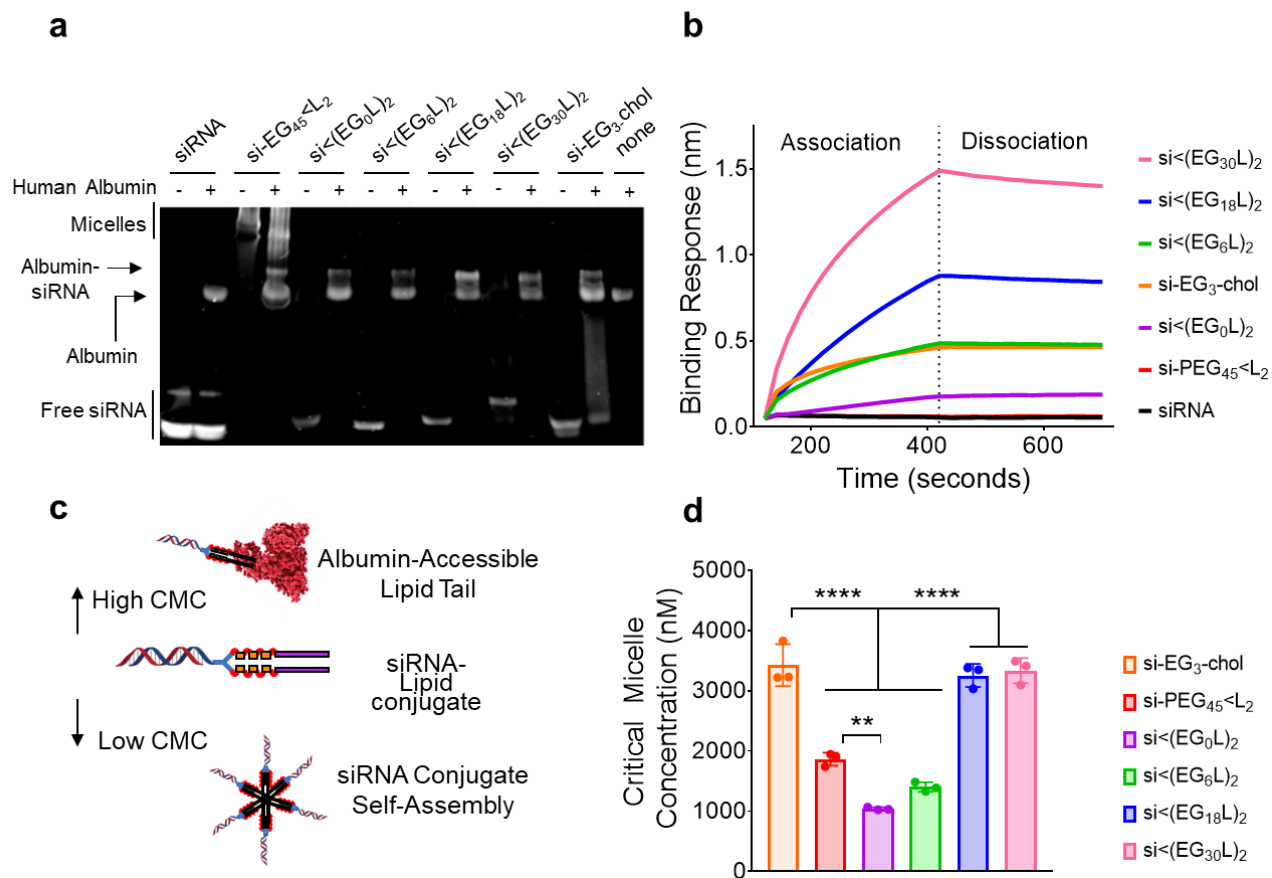 a
siRNA
si-EG₄₅<L₂
si<(EG₀L)₂
si<(EG₆L)₂
si<(EG₁₈L)₂
si<(EG₃₀L)₂
si-EG₃-chol
none
Human Albumin - + - + - + - + - + - + - + +
Micelles
Albumin-
siRNA
Albumin
Free siRNA
b
Association Dissociation
Binding Response (nm)
1.5
1.0
0.5
0.0
200 400 600
Time (seconds)
si<(EG₃₀L)₂
si<(EG₁₈L)₂
si<(EG₆L)₂
si-EG₃-chol
si<(EG₀L)₂
si-PEG₄₅<L₂
siRNA
c
Albumin-Accessible
Lipid Tail
High CMC
siRNA-
Lipid
conjugate
Low CMC
siRNA Conjugate
Self-Assembly
d
Critical Micelle
Concentration (nM)
5000
4000
3000
2000
1000
0
**** ****
**
si-EG₃-chol
si-PEG₄₅<L₂
si<(EG₀L)₂
si<(EG₆L)₂
si<(EG₁₈L)₂
si<(EG₃₀L)₂